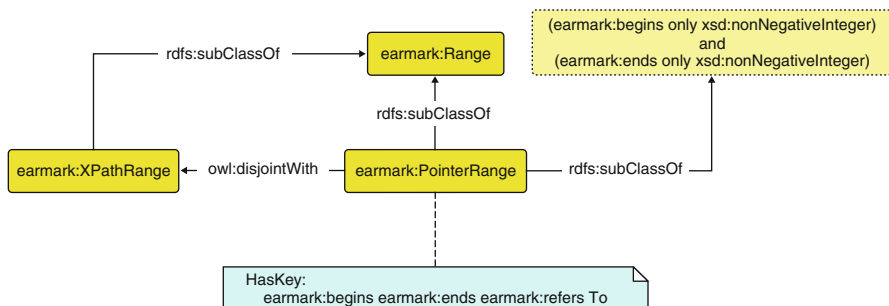 (earmark:begins only xsd:nonNegativeInteger)
and
(earmark:ends only xsd:nonNegativeInteger)
rdfs:subClassOf
earmark:Range
rdfs:subClassOf
earmark:XPathRange
owl:disjointWith
earmark:PointerRange
rdfs:subClassOf
HasKey:
earmark:begins earmark:ends earmark:refers To